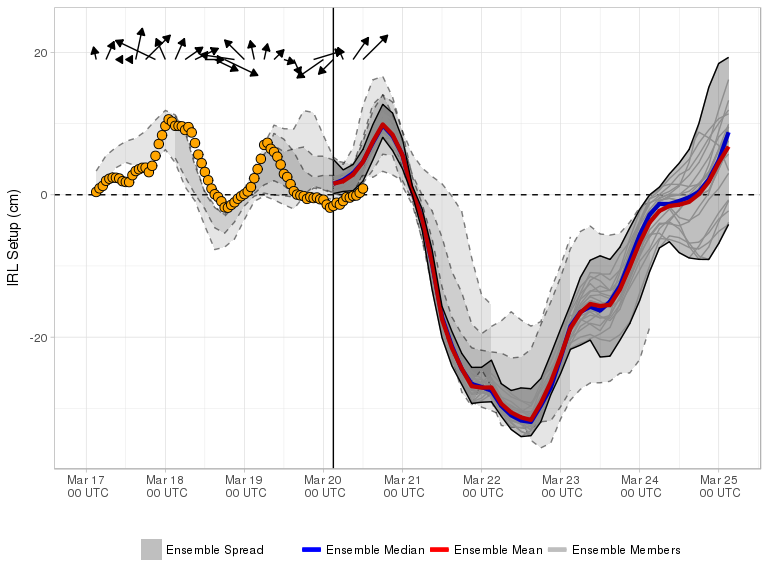 20
0
-20
IRL Setup (cm)
Mar 17 00 UTC
Mar 18 00 UTC
Mar 19 00 UTC
Mar 20 00 UTC
Mar 21 00 UTC
Mar 22 00 UTC
Mar 23 00 UTC
Mar 24 00 UTC
Mar 25 00 UTC
Ensemble Spread
Ensemble Median
Ensemble Mean
Ensemble Members